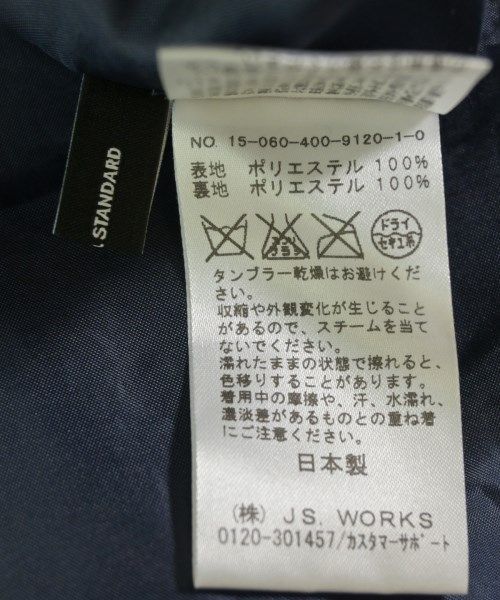 STANDARD
NO. 15-060-400-9120-1-0
表地 ポリエステル 100%
裏地 ポリエステル 100%
エンソ サラシ
ドライ
セキユ系
タンブラー乾燥はお避けくだ
さい。
収縮や外観変化が生じること
があるので、スチームを当て
ないでください。
濡れたままの状態で擦れると、
色移りすることがあります。
着用中の摩擦や、汗、水濡れ、
濃淡差があるものとの重ね着
にご注意ください。
日本製
(株) J.S. WORKS
0120-301457/カスタマーサポート